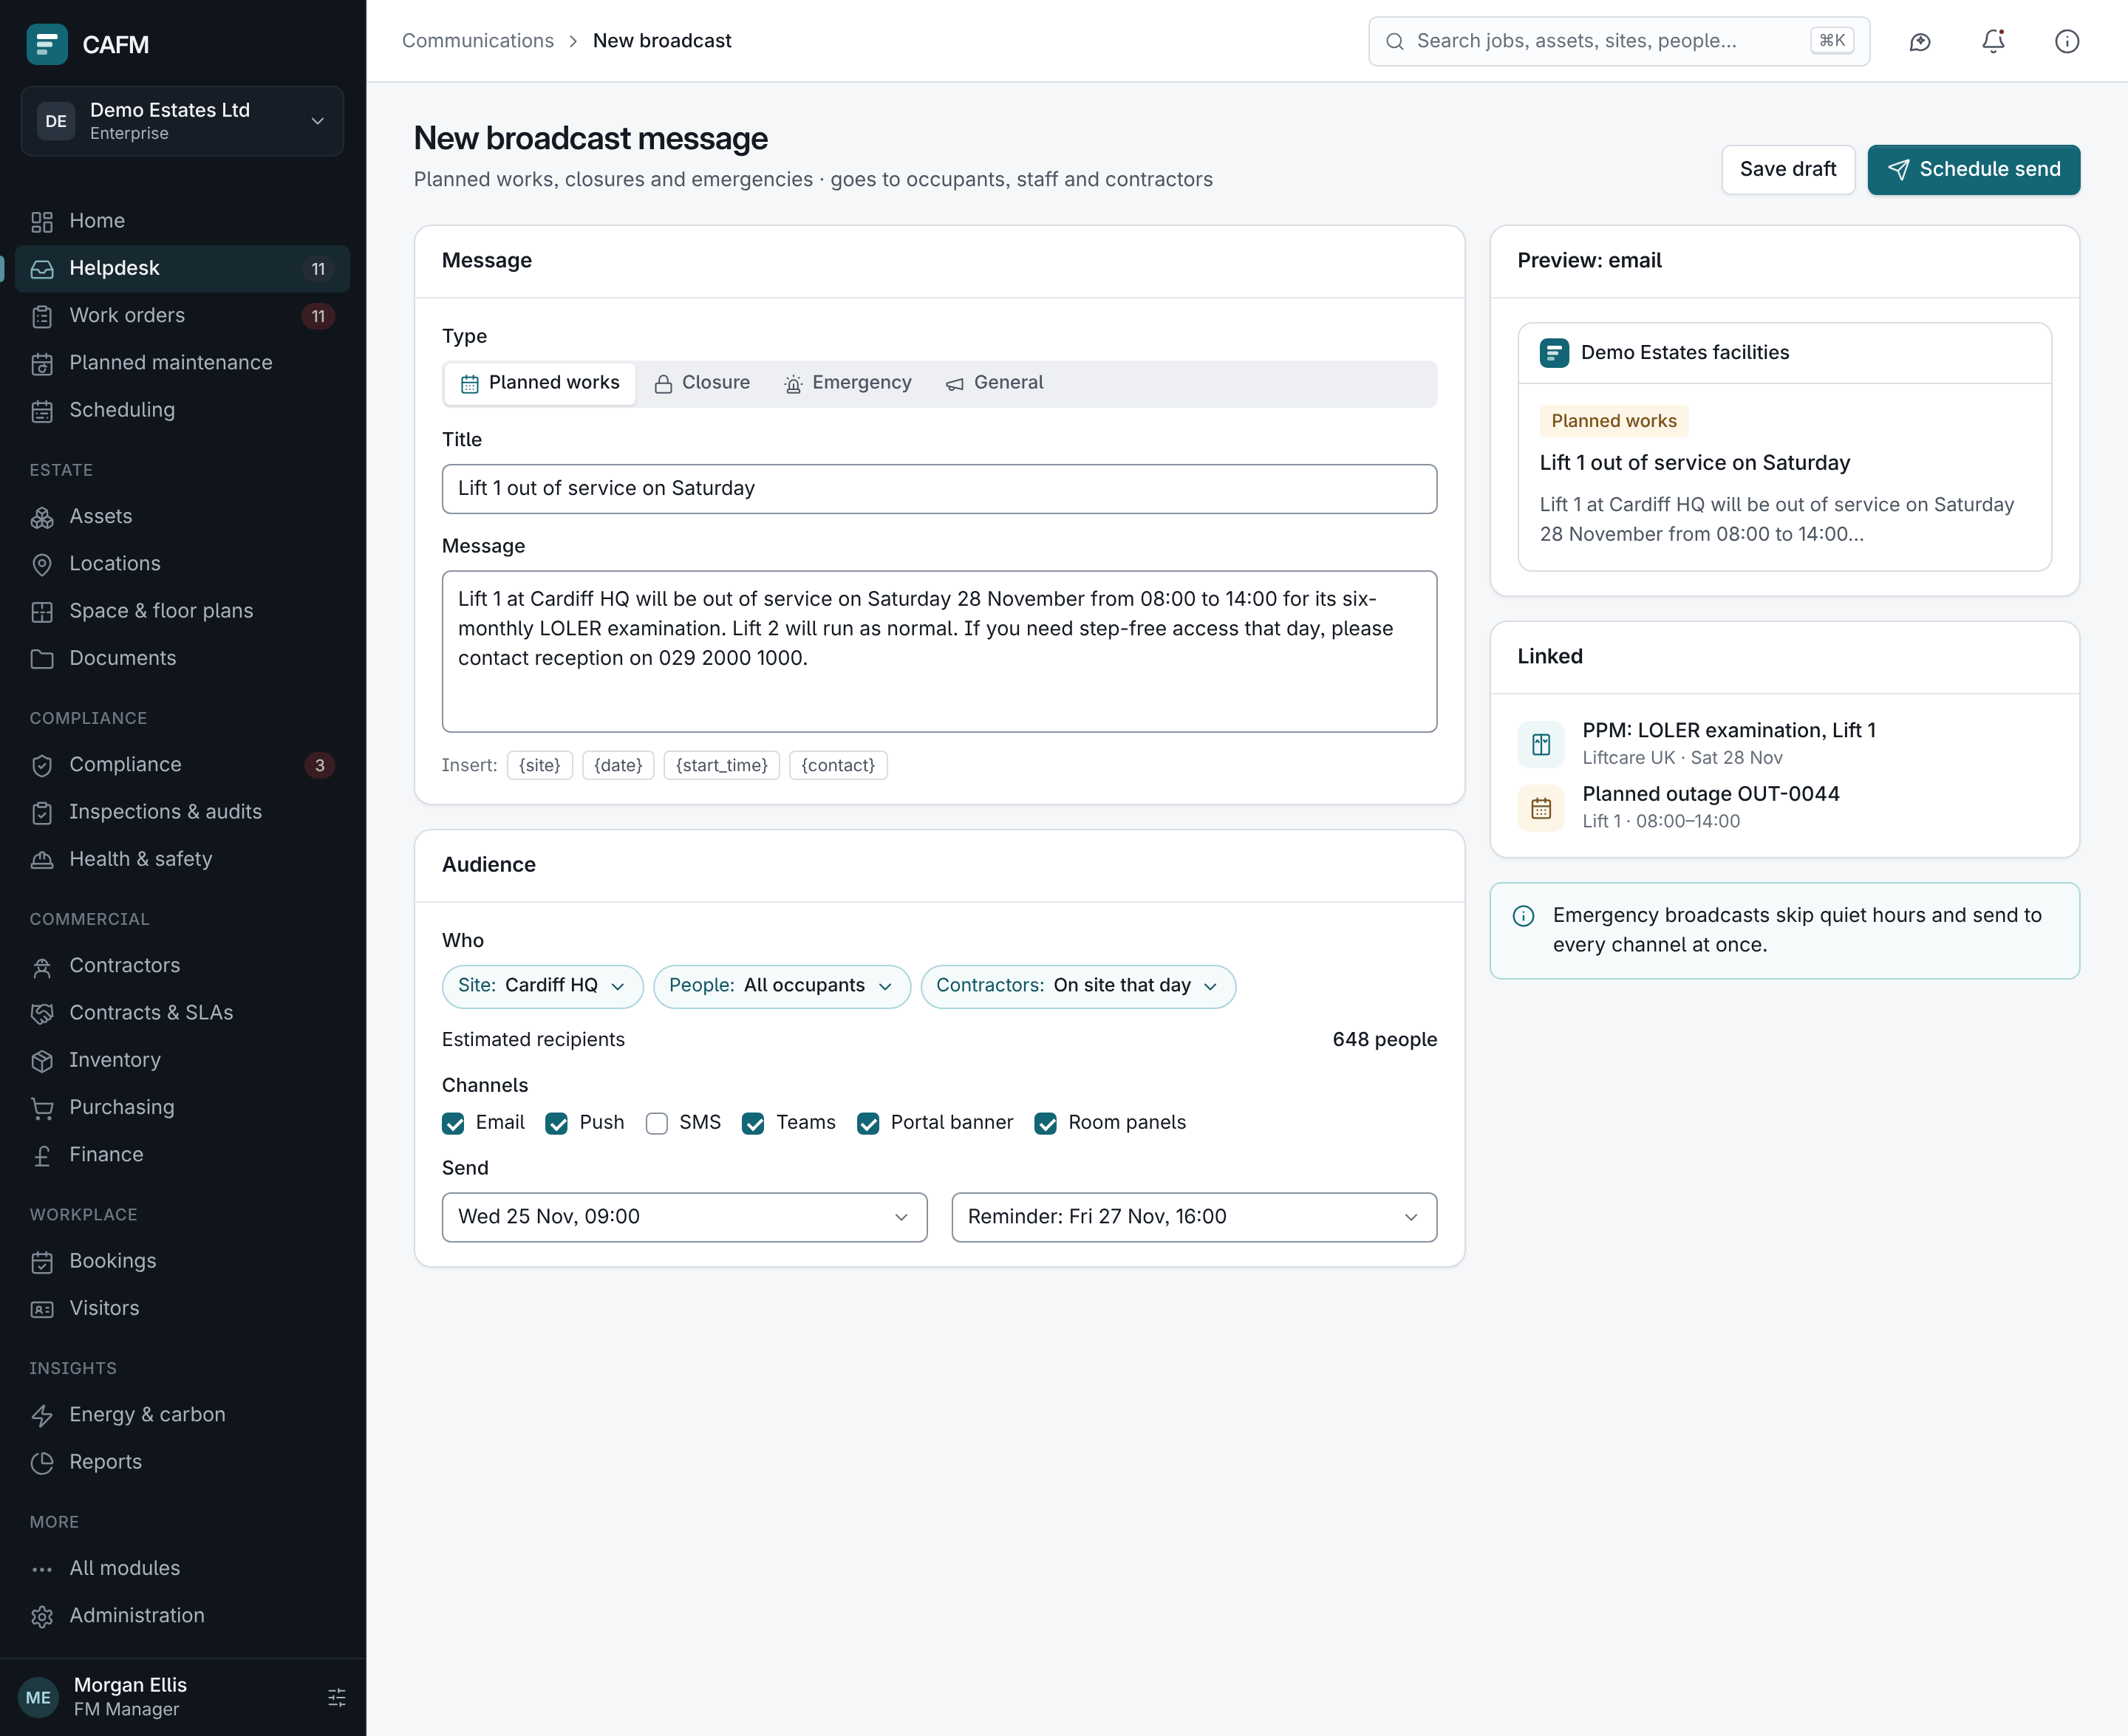 CAFM
DE
Demo Estates Ltd
Enterprise
Home
Helpdesk 11
Work orders 11
Planned maintenance
Scheduling
ESTATE
Assets
Locations
Space & floor plans
Documents
COMPLIANCE
Compliance 3
Inspections & audits
Health & safety
COMMERCIAL
Contractors
Contracts & SLAs
Inventory
Purchasing
Finance
WORKPLACE
Bookings
Visitors
INSIGHTS
Energy & carbon
Reports
MORE
All modules
Administration
ME
Morgan Ellis
FM Manager
Communications > New broadcast
Search jobs, assets, sites, people... ⌘K
New broadcast message
Planned works, closures and emergencies · goes to occupants, staff and contractors
Save draft
Schedule send
Message
Type
Planned works Closure Emergency General
Title
Lift 1 out of service on Saturday
Message
Lift 1 at Cardiff HQ will be out of service on Saturday 28 November from 08:00 to 14:00 for its six-
monthly LOLER examination. Lift 2 will run as normal. If you need step-free access that day, please
contact reception on 029 2000 1000.
Insert: {site} {date} {start_time} {contact}
Audience
Who
Site: Cardiff HQ People: All occupants Contractors: On site that day
Estimated recipients 648 people
Channels
Email Push SMS Teams Portal banner Room panels
Send
Wed 25 Nov, 09:00 Reminder: Fri 27 Nov, 16:00
Preview: email
Demo Estates facilities
Planned works
Lift 1 out of service on Saturday
Lift 1 at Cardiff HQ will be out of service on Saturday
28 November from 08:00 to 14:00...
Linked
PPM: LOLER examination, Lift 1
Liftcare UK · Sat 28 Nov
Planned outage OUT-0044
Lift 1 · 08:00–14:00
Emergency broadcasts skip quiet hours and send to
every channel at once.